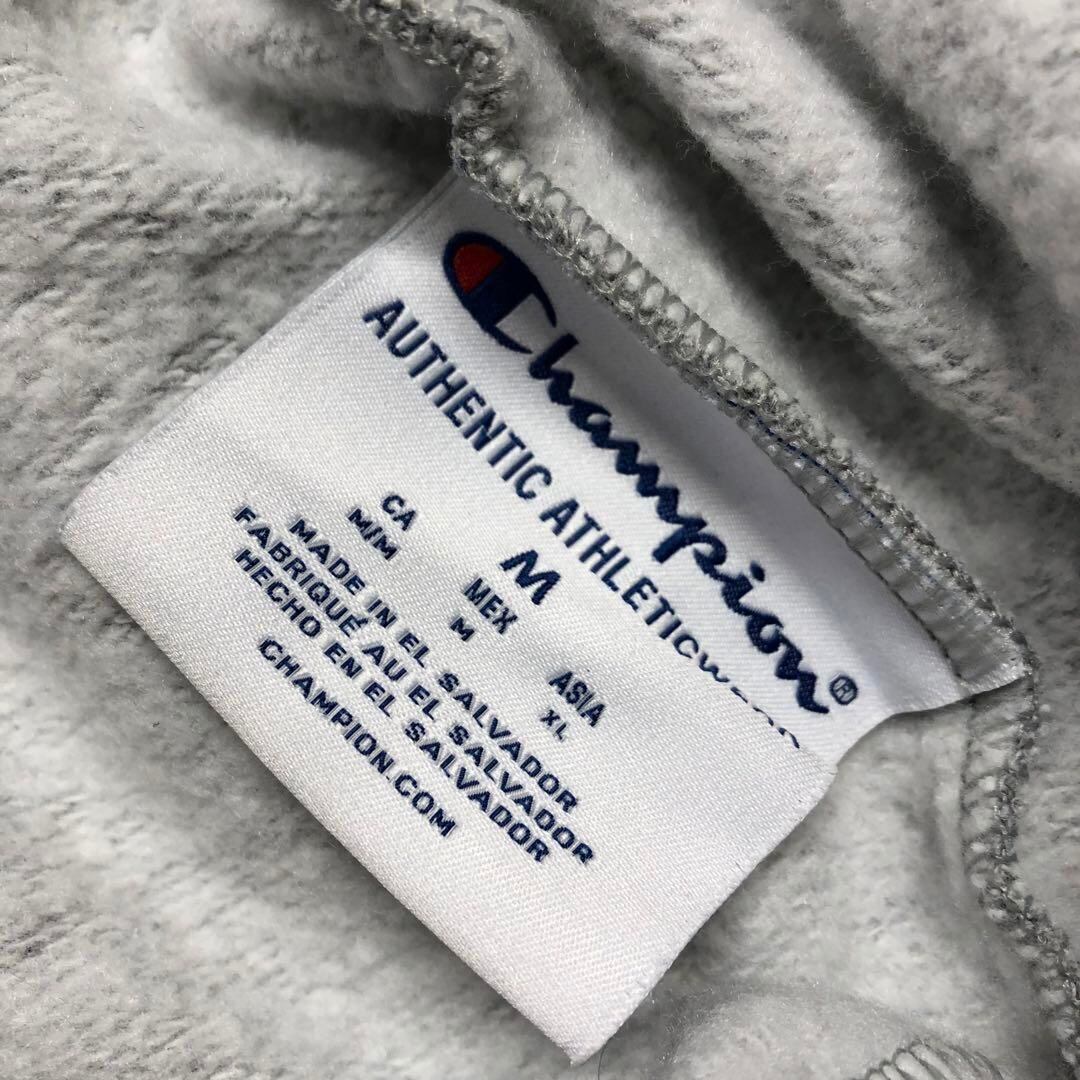 Champion®
AUTHENTIC ATHLETIC
M
CA MEX ASIA
M/M M XL
MADE IN EL SALVADOR
FABRIQUÉ AU EL SALVADOR
HECHO EN EL SALVADOR
CHAMPION.COM